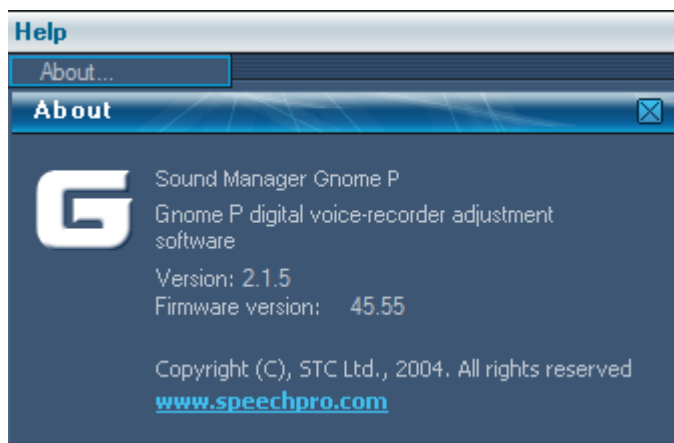 Help
About...
About
G
Sound Manager Gnome P
Gnome P digital voice-recorder adjustment
software
Version: 2.1.5
Firmware version: 45.55
Copyright (C), STC Ltd., 2004. All rights reserved
www.speechpro.com